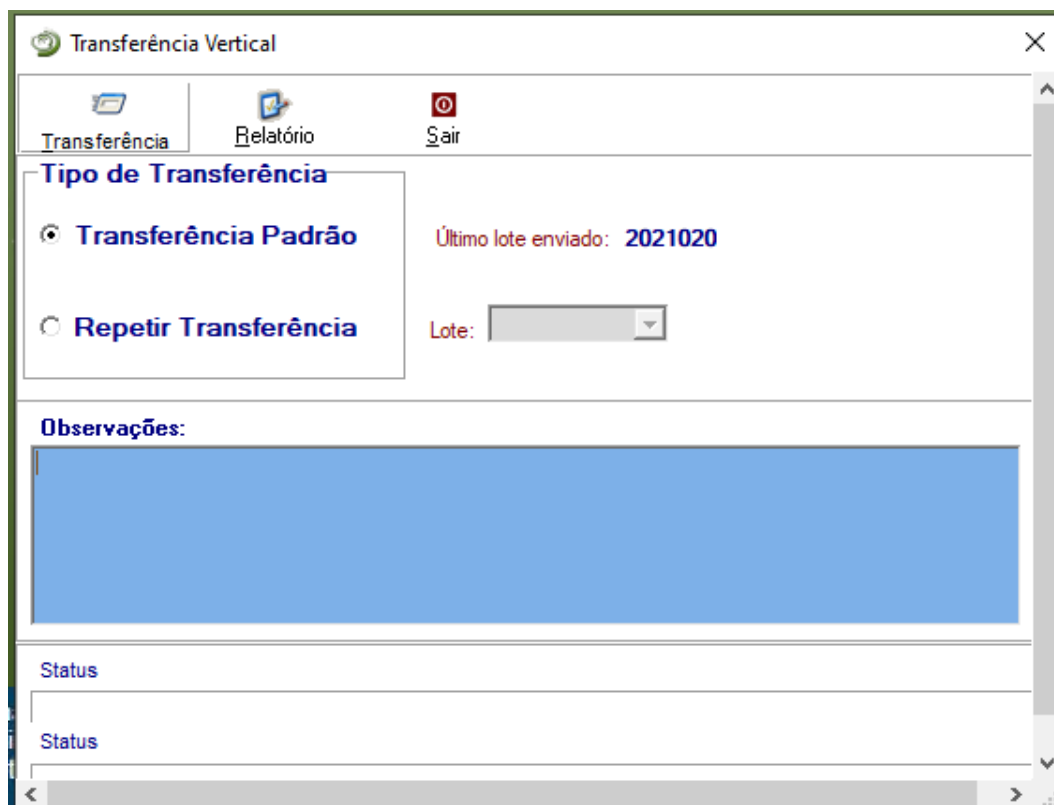 Transferência Vertical
Transferência Relatório Sair
Tipo de Transferência
Transferência Padrão Último lote enviado: 2021020
Repetir Transferência Lote:
Observações:
Status
Status